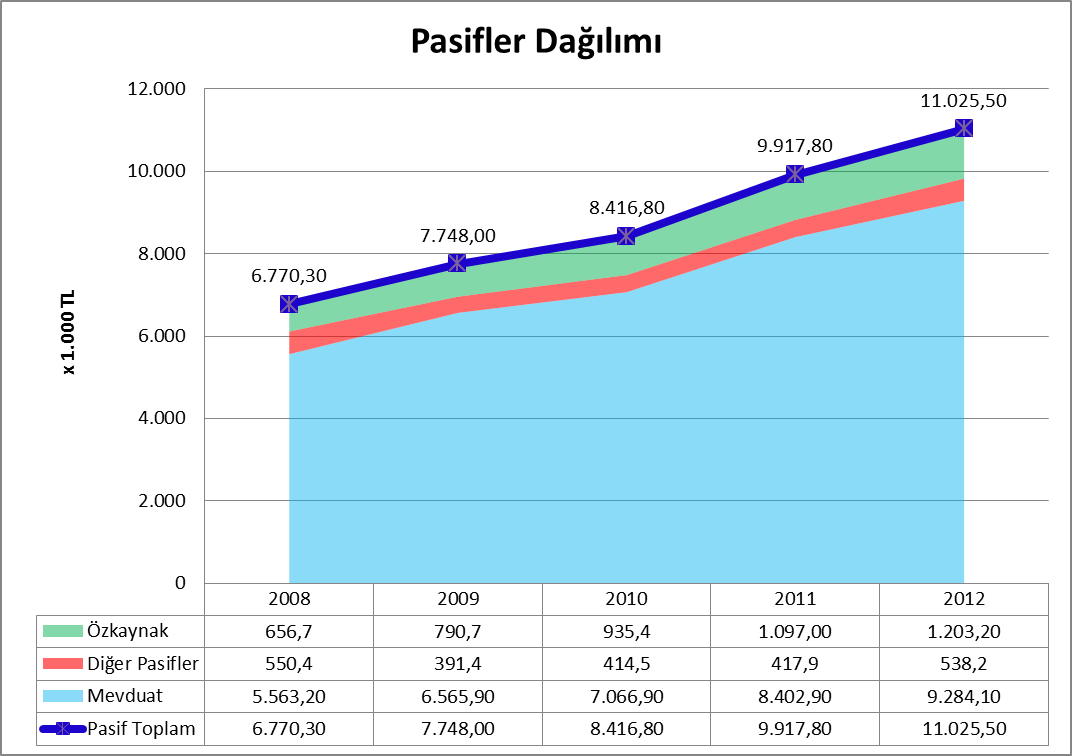 Pasifler Dağılımı
12.000
10.000
8.000
6.000
4.000
2.000
0
x 1.000 TL
6.770,30
7.748,00
8.416,80
9.917,80
11.025,50
2008 2009 2010 2011 2012
Özkaynak 656,7 790,7 935,4 1.097,00 1.203,20
Diğer Pasifler 550,4 391,4 414,5 417,9 538,2
Mevduat 5.563,20 6.565,90 7.066,90 8.402,90 9.284,10
Pasif Toplam 6.770,30 7.748,00 8.416,80 9.917,80 11.025,50